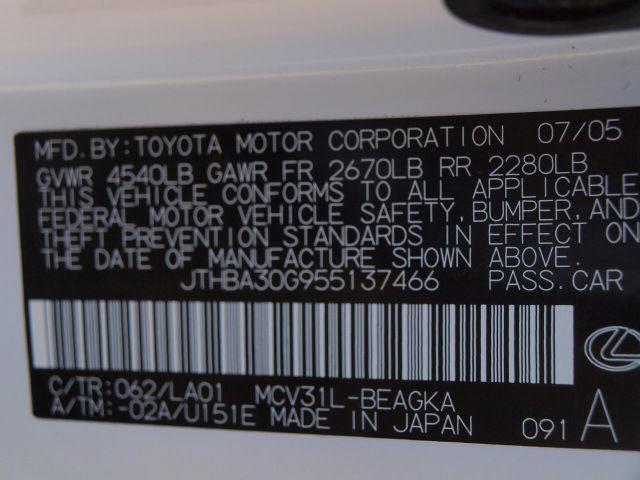 MFD.BY:TOYOTA MOTOR CORPORATION 07/05
GVWR 4540LB GAWR FR 2670LB RR 2280LB
THIS VEHICLE CONFORMS TO ALL APPLICABLE
FEDERAL MOTOR VEHICLE SAFETY,BUMPER,AND
THEFT PREVENTION STANDARDS IN EFFECT ON
THE DATE OF MANUFACTURE SHOWN ABOVE.
JTHBA30G955137466 PASS.CAR
C/TR:062/LA01 MCV31L-BEAGKA
A/TM:-02A/U151E MADE IN JAPAN 091 A